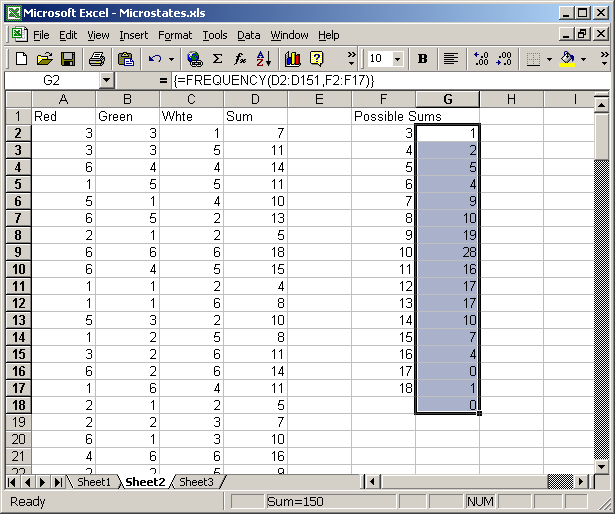 Microsoft Excel - Microstates.xls
File Edit View Insert Format Tools Data Window Help
Σ fx 10 B
G2 = {=FREQUENCY(D2:D151,F2:F17)}
A B C D E F G H I
1 Red Green Whte Sum Possible Sums
2 3 3 1 7 3 1
3 3 3 5 11 4 2
4 6 4 4 14 5 5
5 1 5 5 11 6 4
6 5 1 4 10 7 9
7 6 5 2 13 8 10
8 2 1 2 5 9 19
9 6 6 6 18 10 28
10 6 4 5 15 11 16
11 1 1 2 4 12 17
12 1 1 6 8 13 17
13 5 3 2 10 14 10
14 1 2 5 8 15 7
15 3 2 6 11 16 4
16 6 2 6 14 17 0
17 1 6 4 11 18 1
18 2 1 2 5 0
19 2 2 3 7
20 6 1 3 10
21 4 6 6 16
22 2 2 5 9
Sheet1 Sheet2 Sheet3
Ready Sum=150 NUM